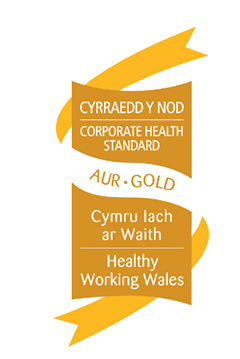 CYRRAEDD Y NOD
CORPORATE HEALTH
STANDARD
AUR · GOLD
Cymru Iach
ar Waith
Healthy
Working Wales